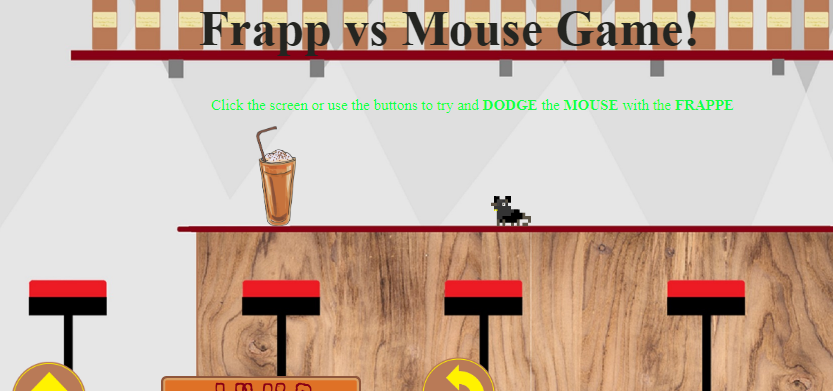 Frapp vs Mouse Game!
Click the screen or use the buttons to try and DODGE the MOUSE with the FRAPPE